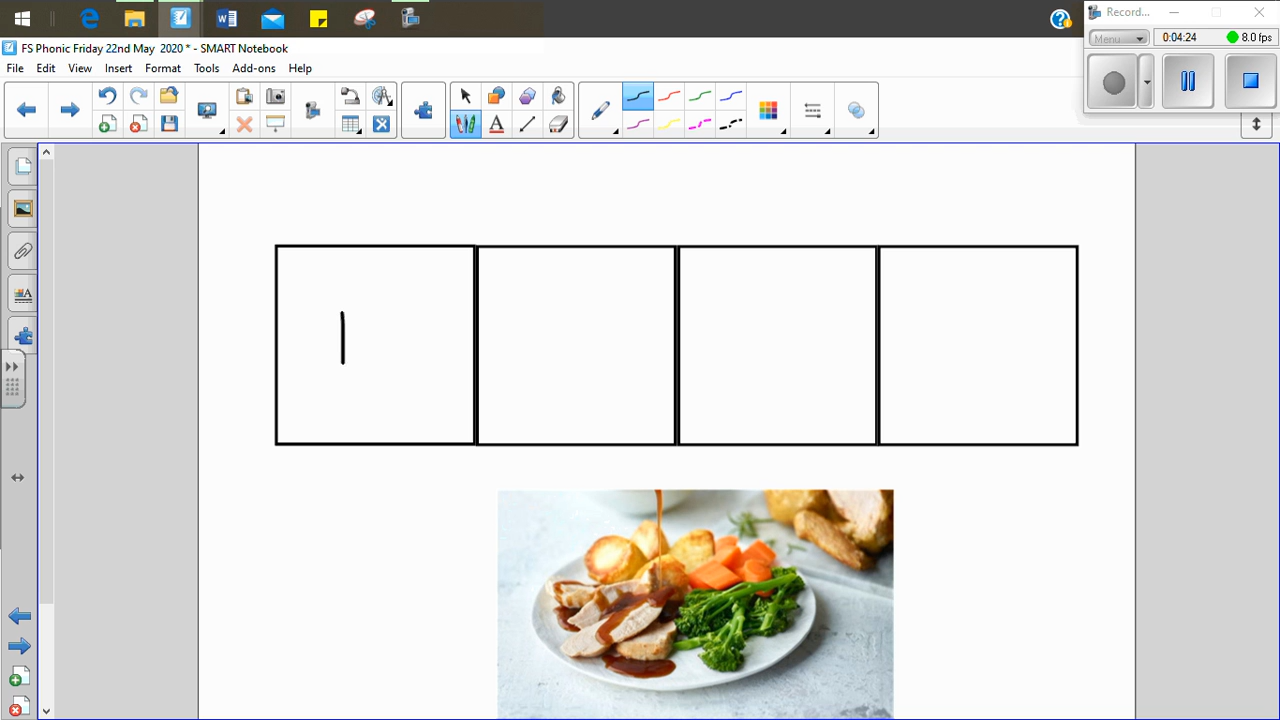 Record...
Menu
0:04:24
8.0 fps
FS Phonic Friday 22nd May 2020 * - SMART Notebook
File Edit View Insert Format Tools Add-ons Help